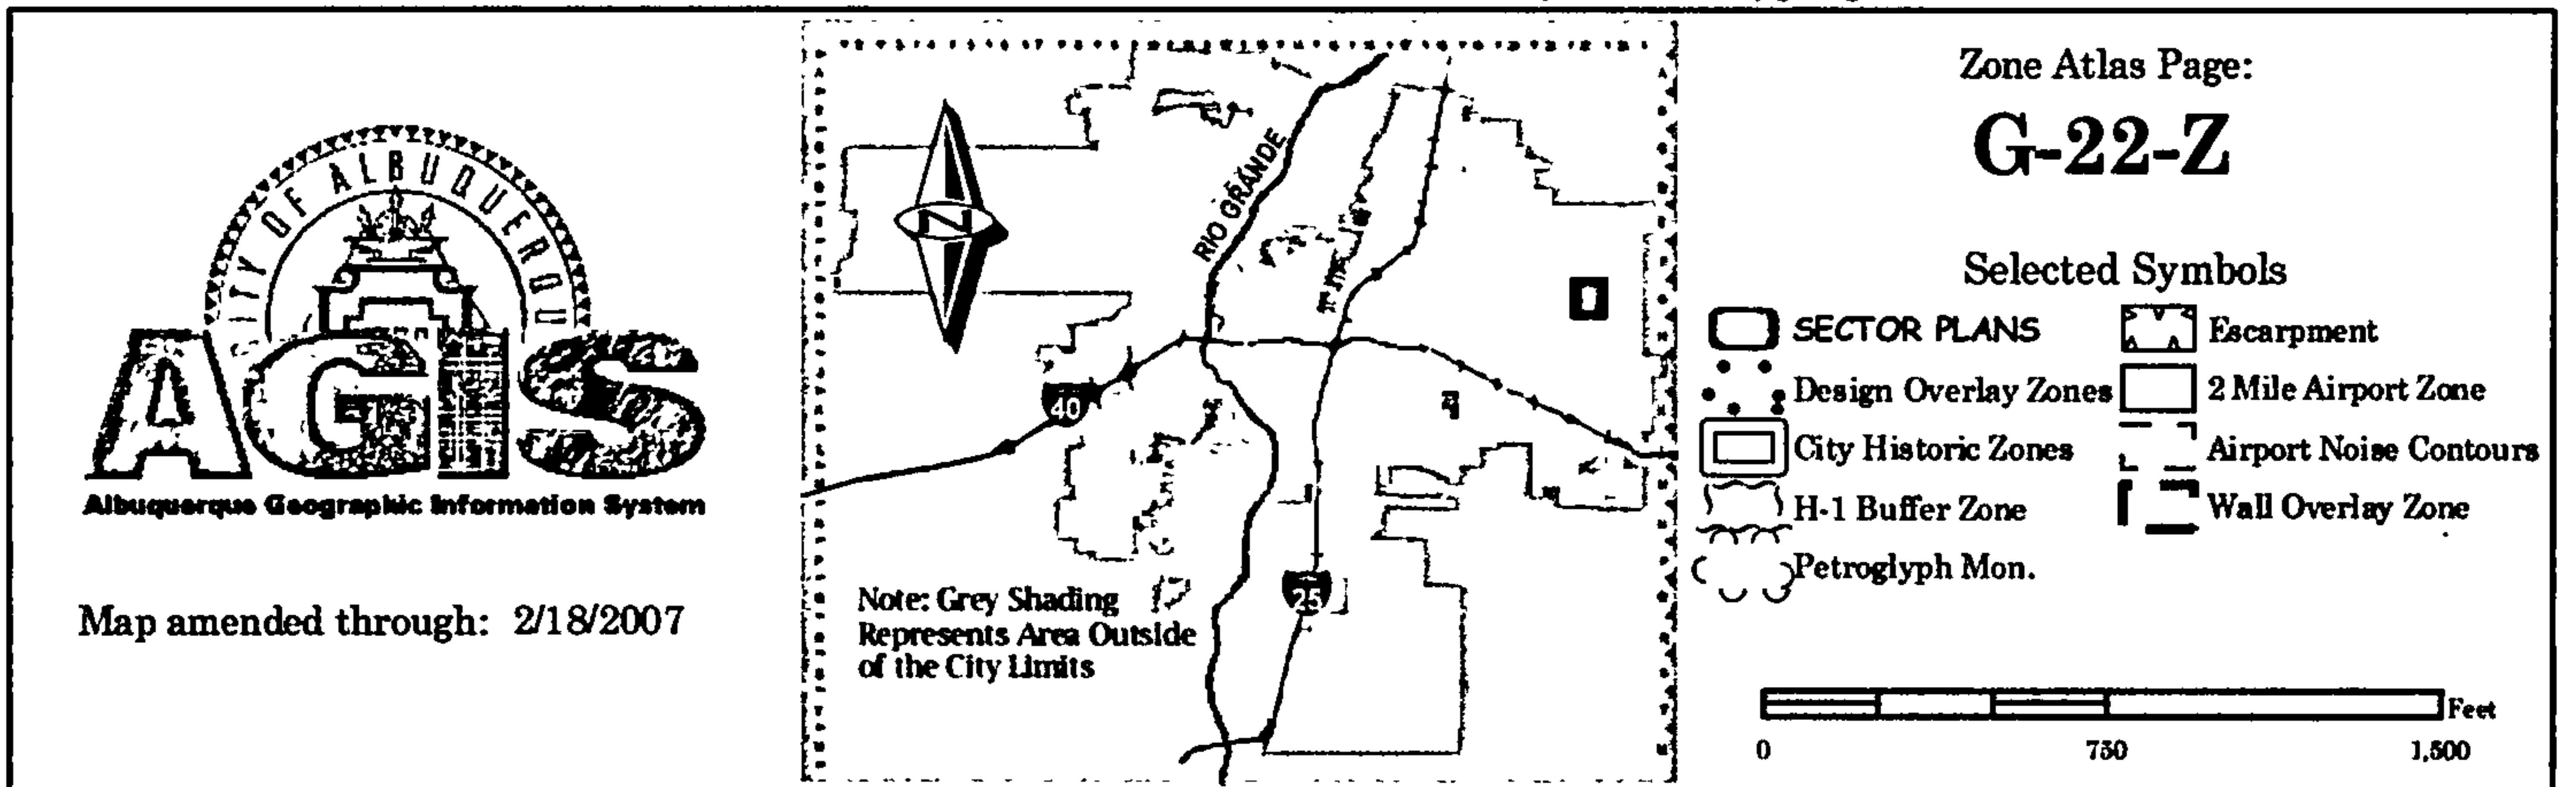 CITY OF ALBUQUERQU
AGIS
Albuquerque Geographic Information System
Map amended through: 2/18/2007
N
RIO GRANDE
40
25
Note: Grey Shading
Represents Area Outside
of the City Limits
Zone Atlas Page:
G-22-Z
Selected Symbols
SECTOR PLANS
Escarpment
Design Overlay Zones
2 Mile Airport Zone
City Historic Zones
Airport Noise Contours
H-1 Buffer Zone
Wall Overlay Zone
Petroglyph Mon.
Feet
0 750 1,500